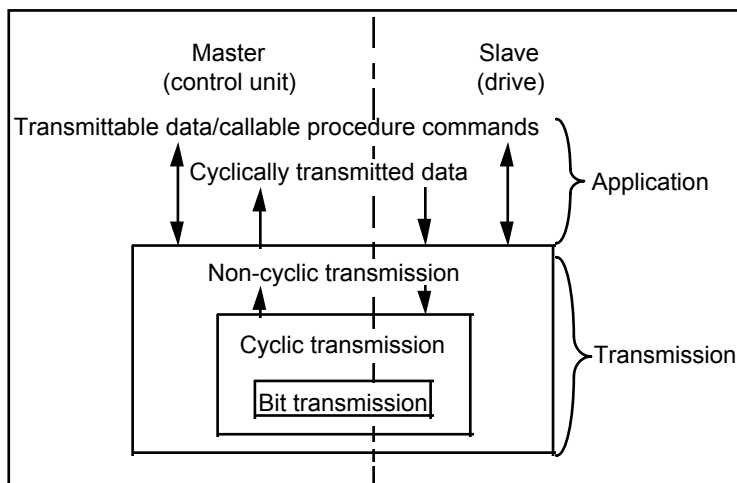 Master
(control unit)
Slave
(drive)
Transmittable data/callable procedure commands
Cyclically transmitted data
Application
Non-cyclic transmission
Cyclic transmission
Transmission
Bit transmission